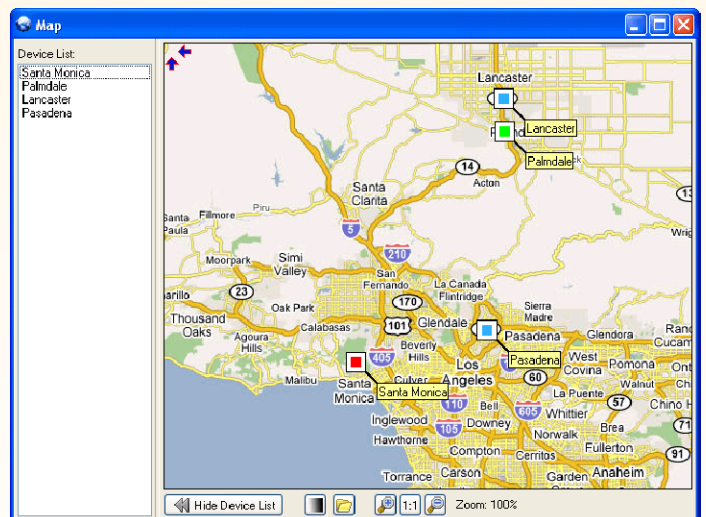 Map
Device List:
Santa Monica
Palmdale
Lancaster
Pasadena
Lancaster
Lancaster
Palmdale
14
Acton
Santa
Clarita
Santa
Paula
Fillmore
Piru
5
210
Moorpark
Simi
Valley
San
Fernando
La Canada
Flintridge
23
170
Sierra
Madre
Oak Park
Thousand
Oaks
Calabasas
101
Glendale
Pasadena
Glendora
Agoura
Hills
405
Beverly
Hills
Los
Angeles
Pasadena
West
Covina
Pomona
60
Malibu
Santa
Monica
Culver
Santa Monica
Walnut
La Puente
57
Chino H
110
Bell
605
Whittier
Inglewood
105
Downey
Brea
71
Hawthorne
Norwalk
Fullerton
Compton
Cerritos
91
Torrance
Carson
Garden
Anaheim
Hide Device List
1:1
Zoom: 100%